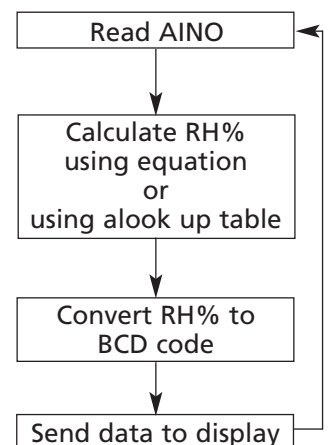 Read AINO
Calculate RH%
using equation
or
using alook up table
Convert RH% to
BCD code
Send data to display